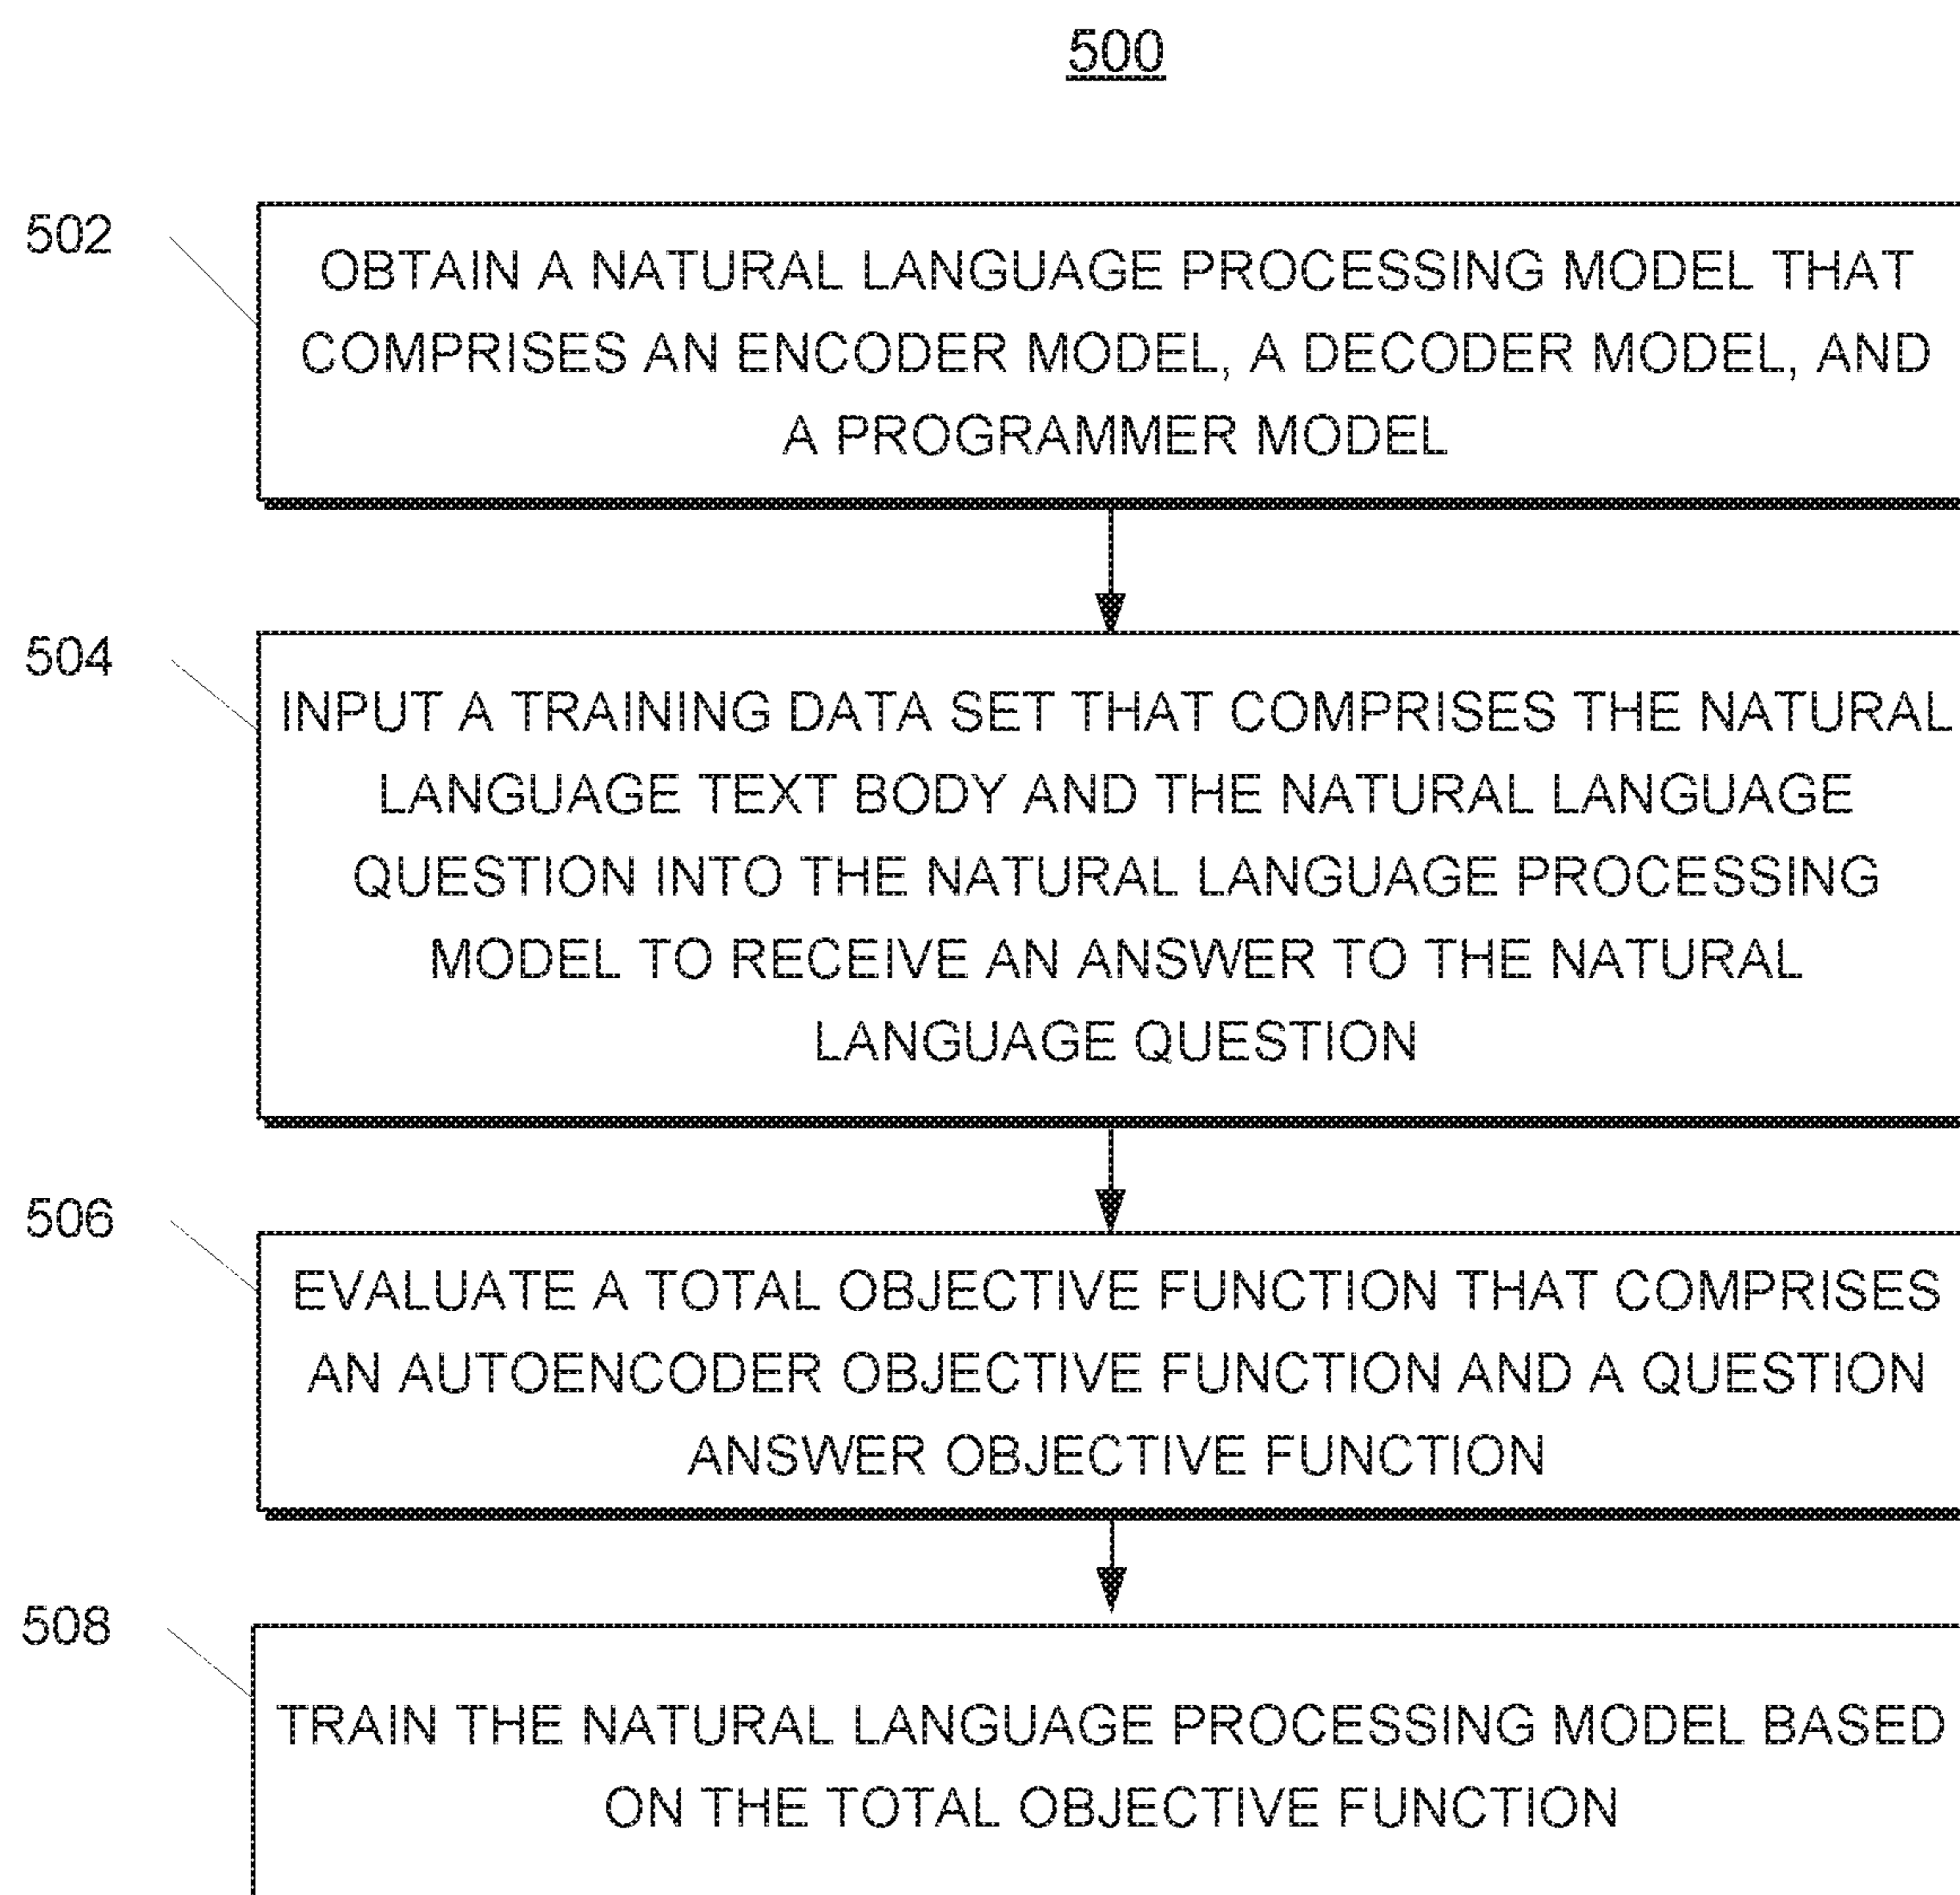 500
502
OBTAIN A NATURAL LANGUAGE PROCESSING MODEL THAT
COMPRISES AN ENCODER MODEL, A DECODER MODEL, AND
A PROGRAMMER MODEL
504
INPUT A TRAINING DATA SET THAT COMPRISES THE NATURAL
LANGUAGE TEXT BODY AND THE NATURAL LANGUAGE
QUESTION INTO THE NATURAL LANGUAGE PROCESSING
MODEL TO RECEIVE AN ANSWER TO THE NATURAL
LANGUAGE QUESTION
506
EVALUATE A TOTAL OBJECTIVE FUNCTION THAT COMPRISES
AN AUTOENCODER OBJECTIVE FUNCTION AND A QUESTION
ANSWER OBJECTIVE FUNCTION
508
TRAIN THE NATURAL LANGUAGE PROCESSING MODEL BASED
ON THE TOTAL OBJECTIVE FUNCTION